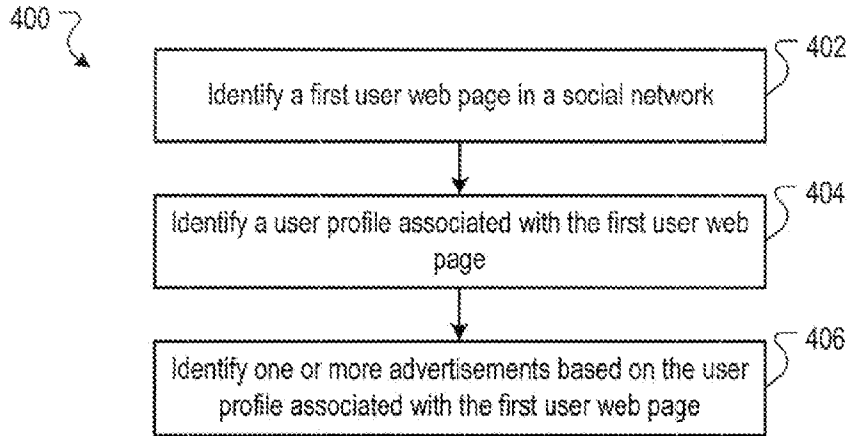 400
402
Identify a first user web page in a social network
404
Identify a user profile associated with the first user web
page
406
Identify one or more advertisements based on the user
profile associated with the first user web page